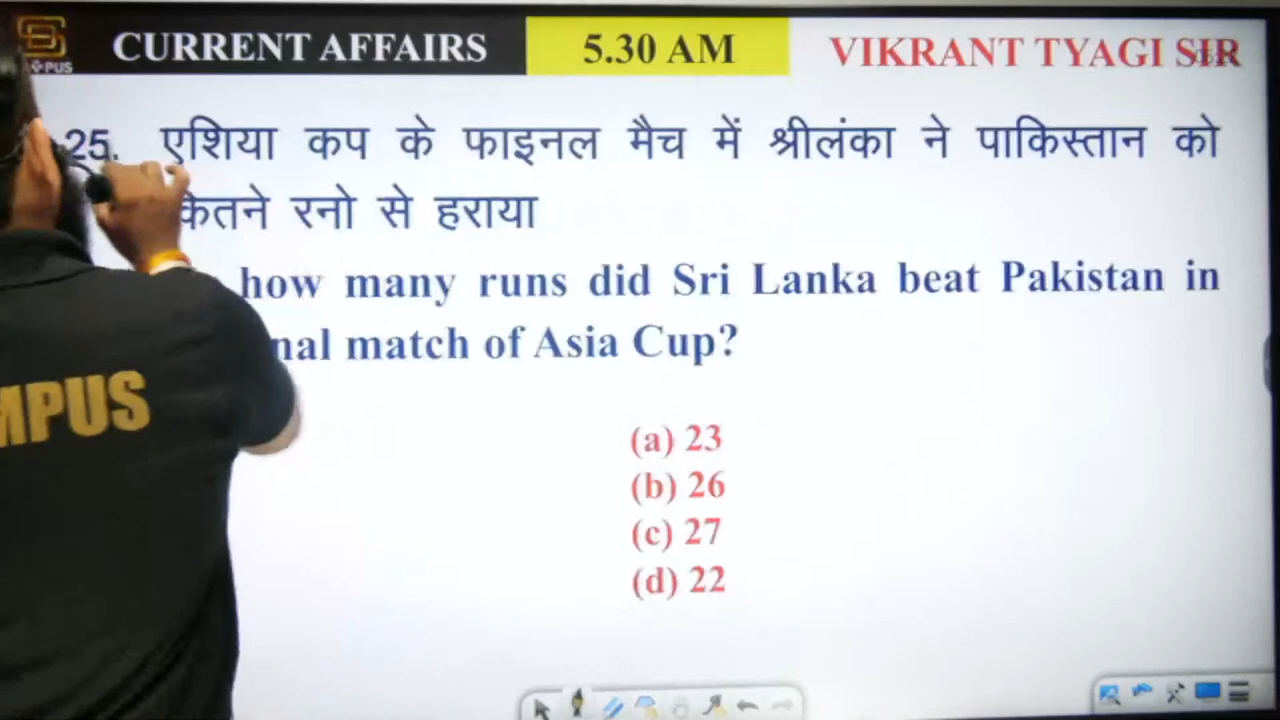 CURRENT AFFAIRS
5.30 AM
VIKRANT TYAGI SIR
PUS
25. एशिया कप के फाइनल मैच में श्रीलंका ने पाकिस्तान को
कितने रनो से हराया
how many runs did Sri Lanka beat Pakistan in
nal match of Asia Cup?
(a) 23
(b) 26
(c) 27
(d) 22
MPUS